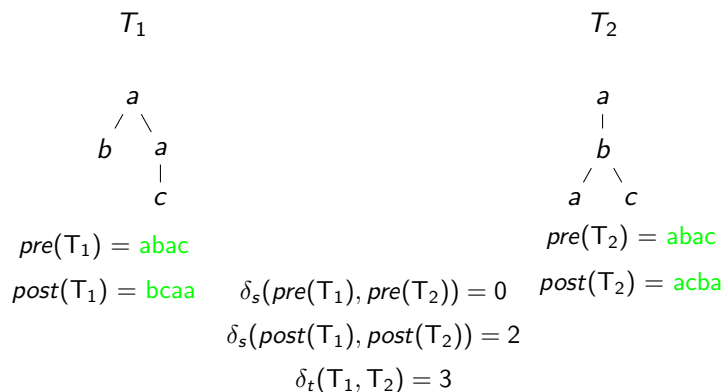 T₁ T₂
a a
b a b
c a c
pre(T₁) = abac pre(T₂) = abac
post(T₁) = bcaa post(T₂) = acba
δₛ(pre(T₁), pre(T₂)) = 0
δₛ(post(T₁), post(T₂)) = 2
δₜ(T₁, T₂) = 3